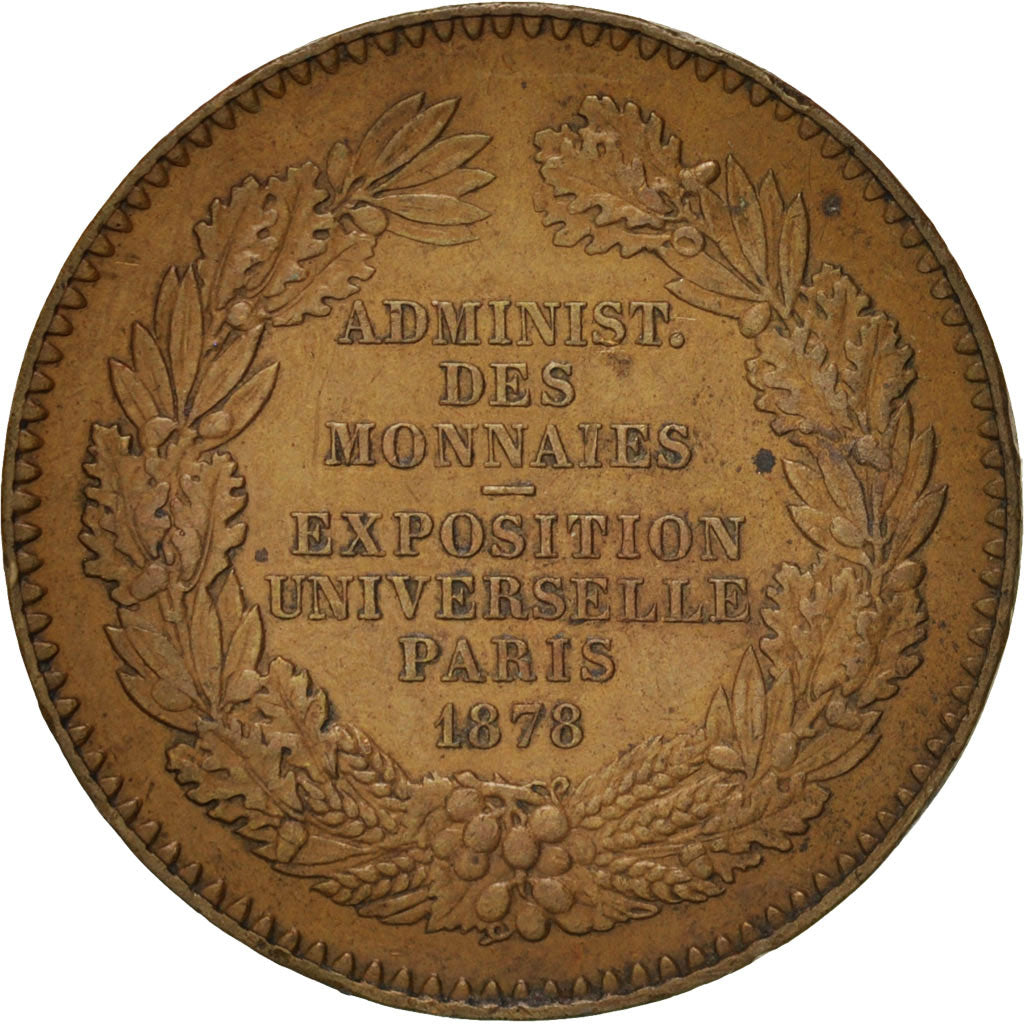 ADMINIST.
DES
MONNAIES
EXPOSITION
UNIVERSELLE
PARIS
1878